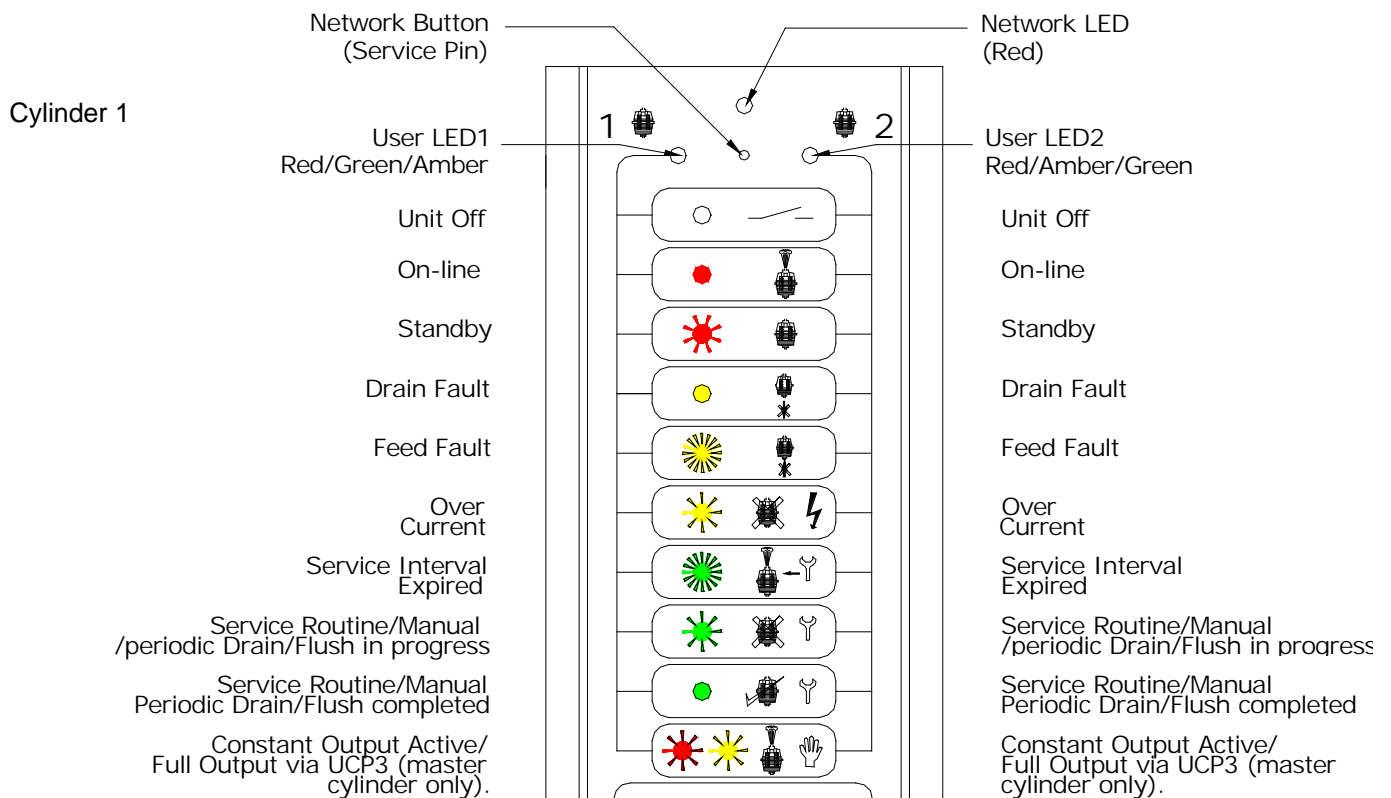 Network Button
(Service Pin)
Network LED
(Red)
Cylinder 1
1
2
User LED1
Red/Green/Amber
User LED2
Red/Amber/Green
Unit Off
Unit Off
On-line
On-line
Standby
Standby
Drain Fault
Drain Fault
Feed Fault
Feed Fault
Over
Current
Over
Current
Service Interval
Expired
Service Interval
Expired
Service Routine/Manual
/periodic Drain/Flush in progress
Service Routine/Manual
/periodic Drain/Flush in progress
Service Routine/Manual
Periodic Drain/Flush completed
Service Routine/Manual
Periodic Drain/Flush completed
Constant Output Active/
Full Output via UCP3 (master
cylinder only).
Constant Output Active/
Full Output via UCP3 (master
cylinder only).